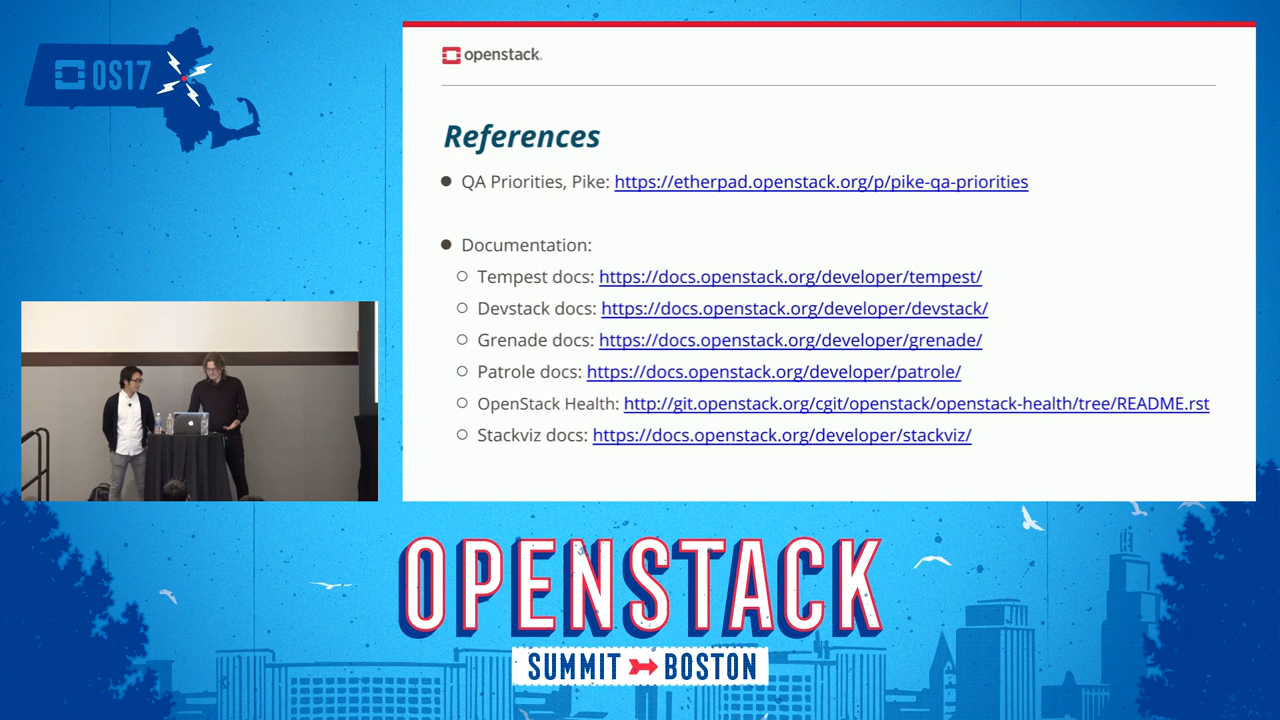 OS17
openstack.
References
QA Priorities, Pike: https://etherpad.openstack.org/p/pike-qa-priorities
Documentation:
Tempest docs: https://docs.openstack.org/developer/tempest/
Devstack docs: https://docs.openstack.org/developer/devstack/
Grenade docs: https://docs.openstack.org/developer/grenade/
Patrole docs: https://docs.openstack.org/developer/patrole/
OpenStack Health: http://git.openstack.org/cgit/openstack/openstack-health/tree/README.rst
Stackviz docs: https://docs.openstack.org/developer/stackviz/
OPENSTACK
SUMMIT BOSTON